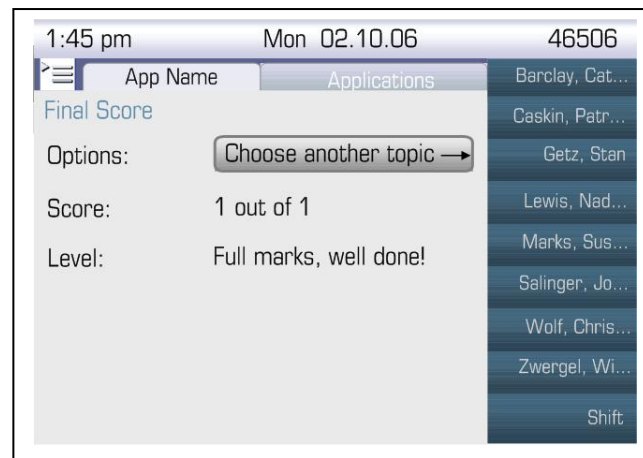 1:45 pm Mon 02.10.06 46506
App Name Applications
Final Score
Options: Choose another topic →
Score: 1 out of 1
Level: Full marks, well done!
Barclay, Cat...
Caskin, Patr...
Getz, Stan
Lewis, Nad...
Marks, Sus...
Salinger, Jo...
Wolf, Chris...
Zwergel, Wi...
Shift